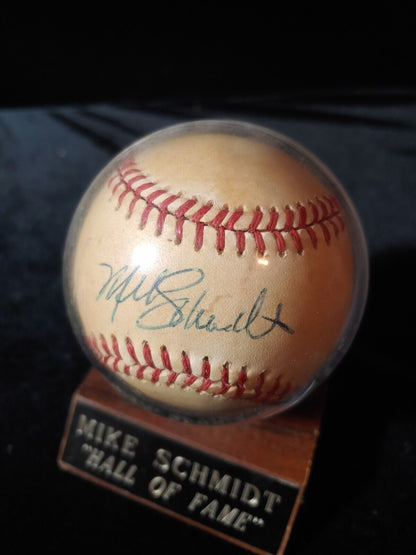 Mike Schmidt
MIKE SCHMIDT
"HALL OF FAME"